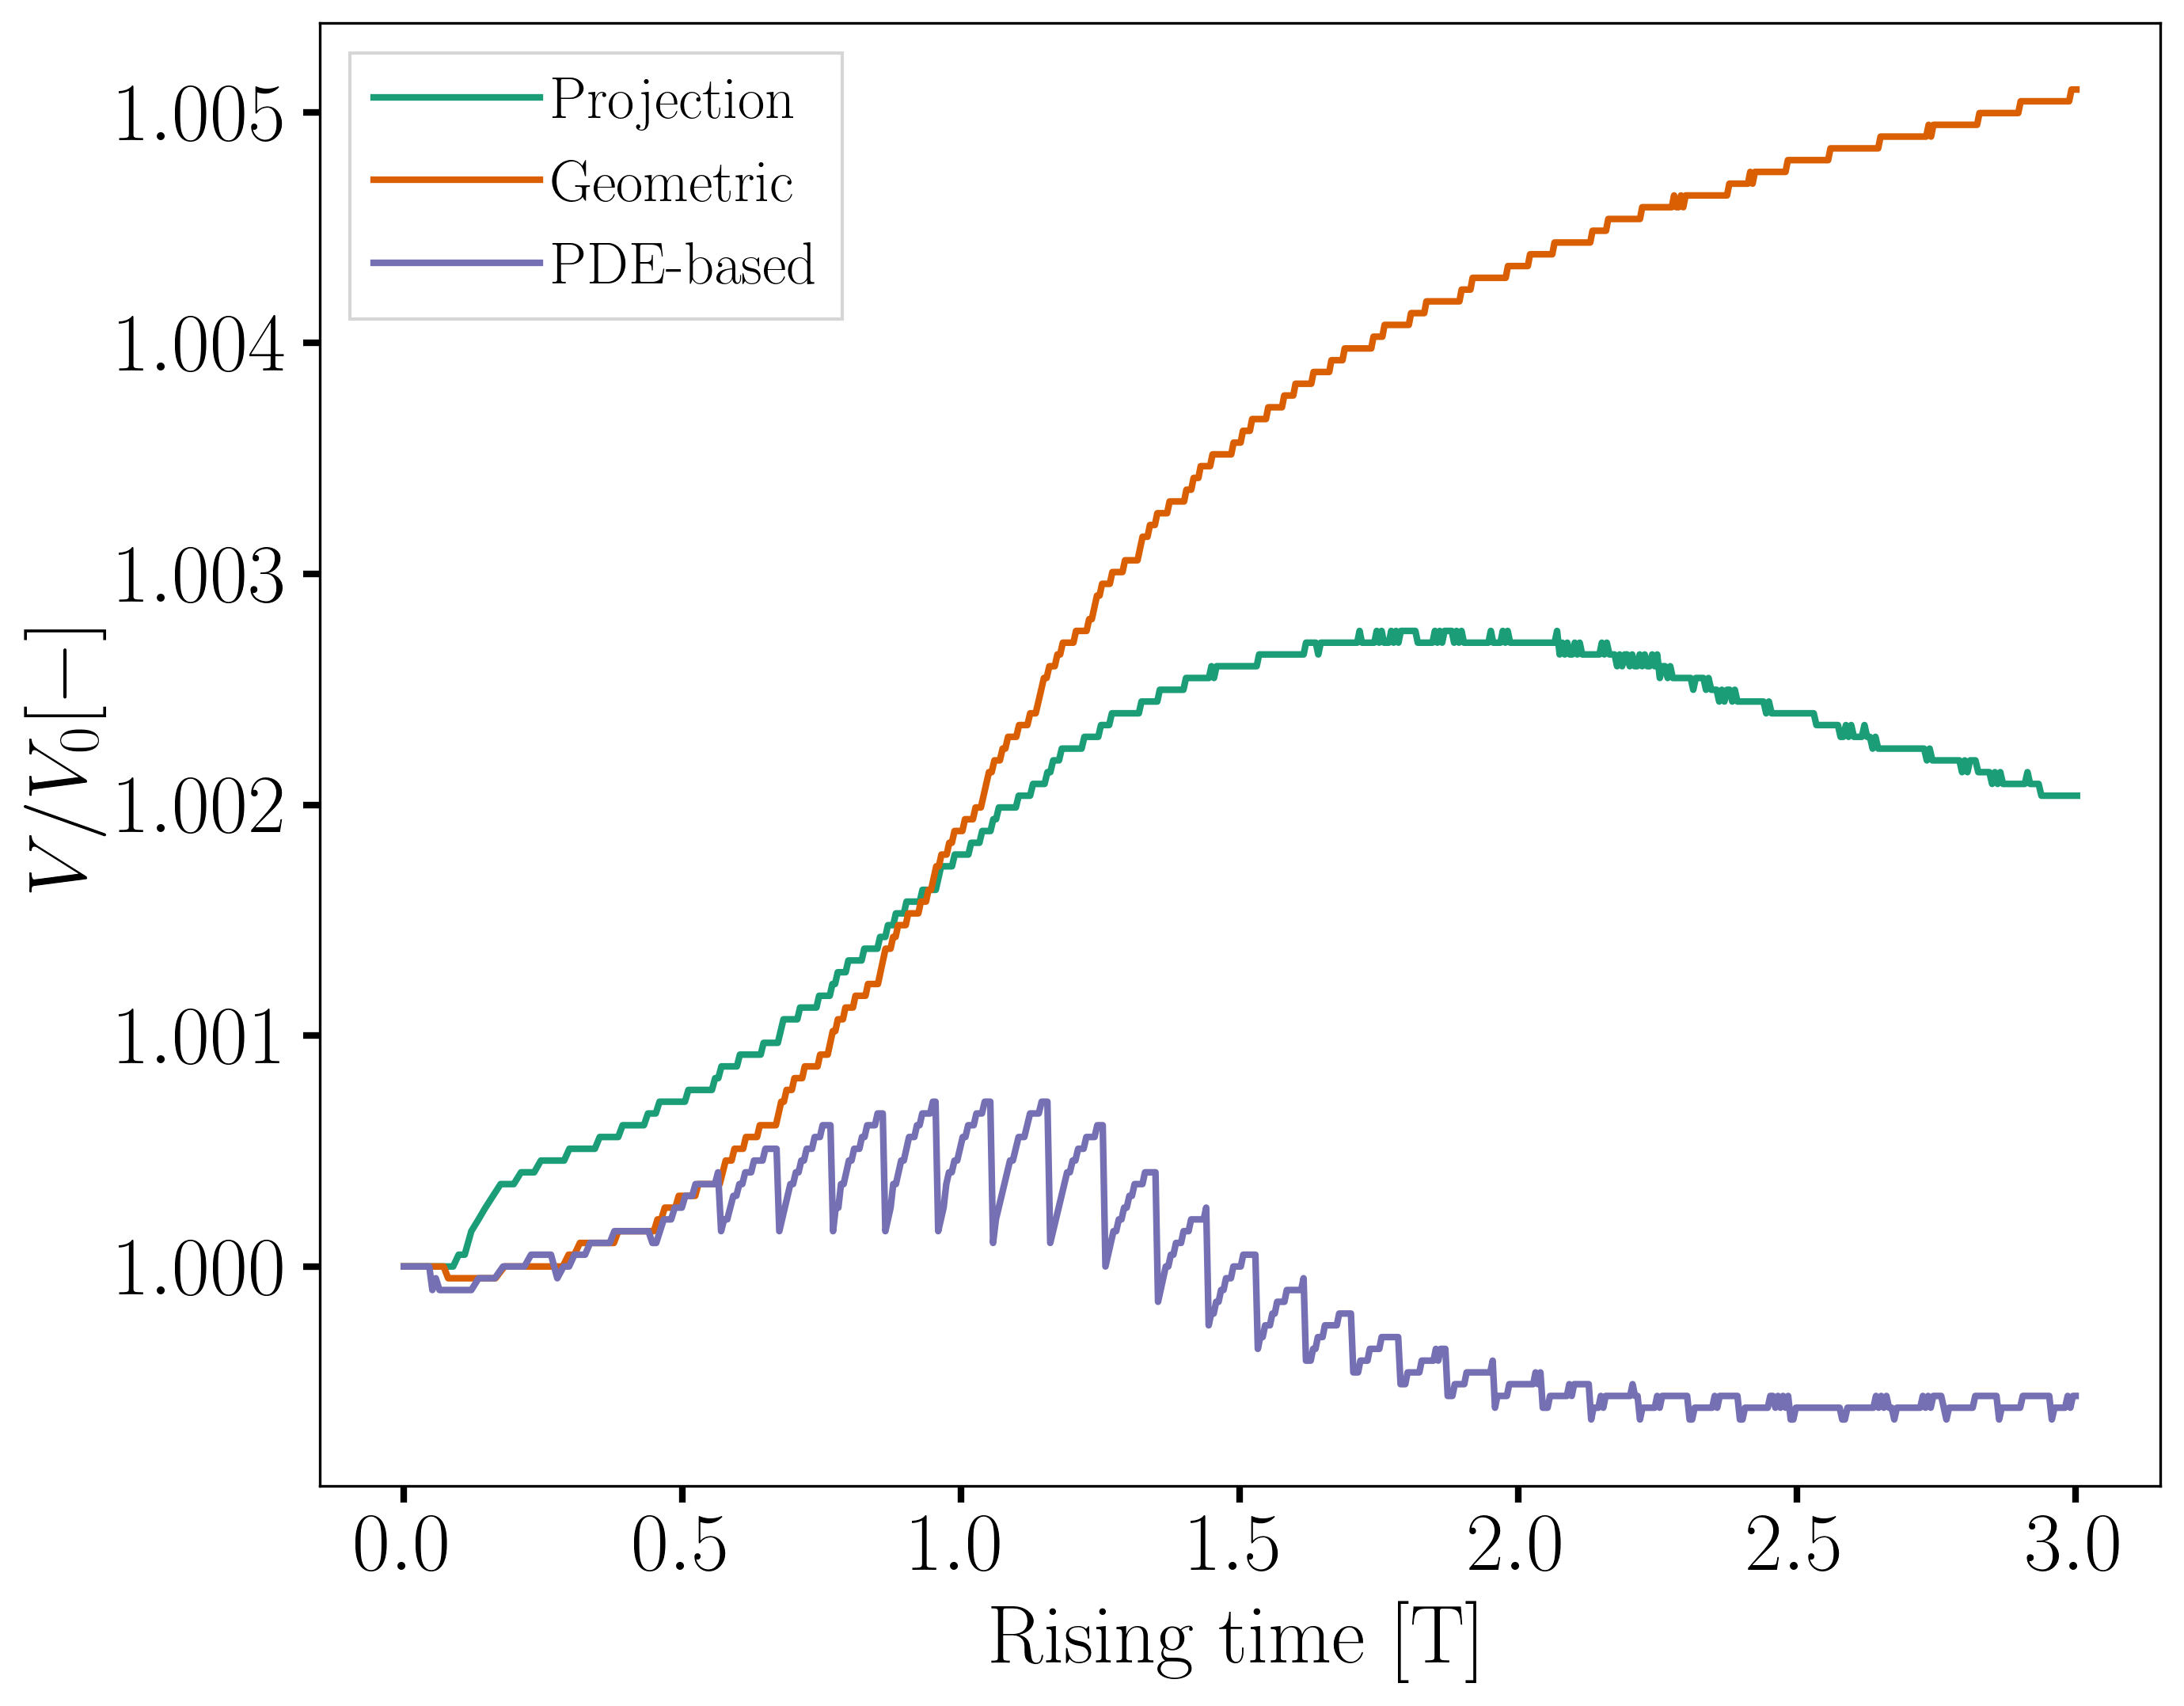 Projection
Geometric
PDE-based
1.005
1.004
1.003
1.002
1.001
1.000
V/V0[−]
0.0 0.5 1.0 1.5 2.0 2.5 3.0
Rising time [T]